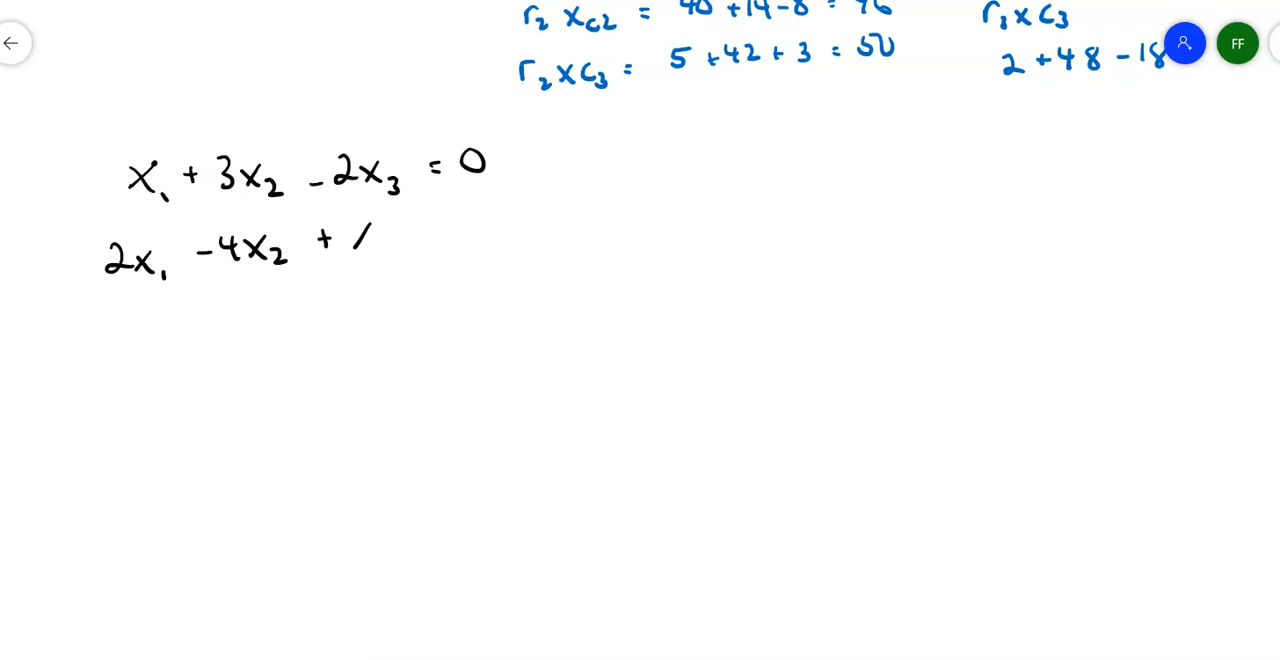 r₂ x c2 = 40 + 14 - 8 = 46
r₂ x c₃ = 5 + 42 + 3 = 50
r₃ x c₃
2 + 48 - 18
FF
x₁ + 3x₂ - 2x₃ = 0
2x₁ - 4x₂ +